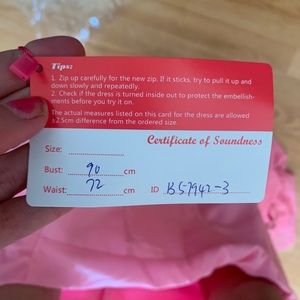 Tips:
1. Zip up carefully for the new zip. If it sticks, try to pull it up and
down slowly and repeatedly.
2. Check if the dress is turned inside out to protect the embellish-
ments before you try it on.
The actual measures listed on this card for the dress are allowed
±2.5cm difference from the ordered size.
Certificate of Soundness
Size:
Bust: 90 cm
Waist: 72 cm ID B57942-3